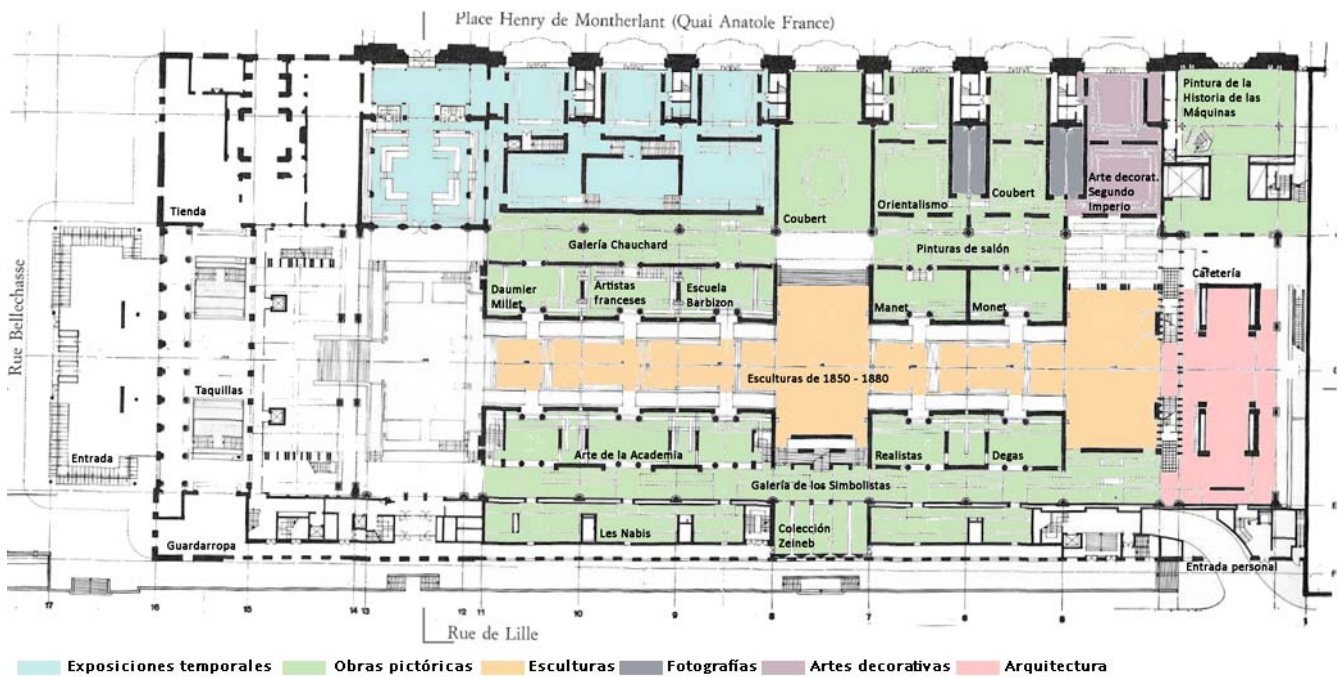 Place Henry de Montherlant (Quai Anatole France)
Pintura de la
Historia de las
Máquinas
Tienda
Coubert
Orientalismo
Coubert
Arte decorat.
Segundo
Imperio
Galería Chauchard
Pinturas de salón
Cafetería
Daumier
Millet
Artistas
franceses
Escuela
Barbizon
Manet
Monet
Rue Bellechasse
Taquillas
Esculturas de 1850 - 1880
Entrada
Arte de la Academía
Realistas
Degas
Galería de los Simbolistas
Guardarropa
Les Nabis
Colección
Zeineb
Entrada personal
E
F
17
16
15
14
13
12
11
10
9
8
7
6
5
1
Rue de Lille
Exposiciones temporales
Obras pictóricas
Esculturas
Fotografías
Artes decorativas
Arquitectura